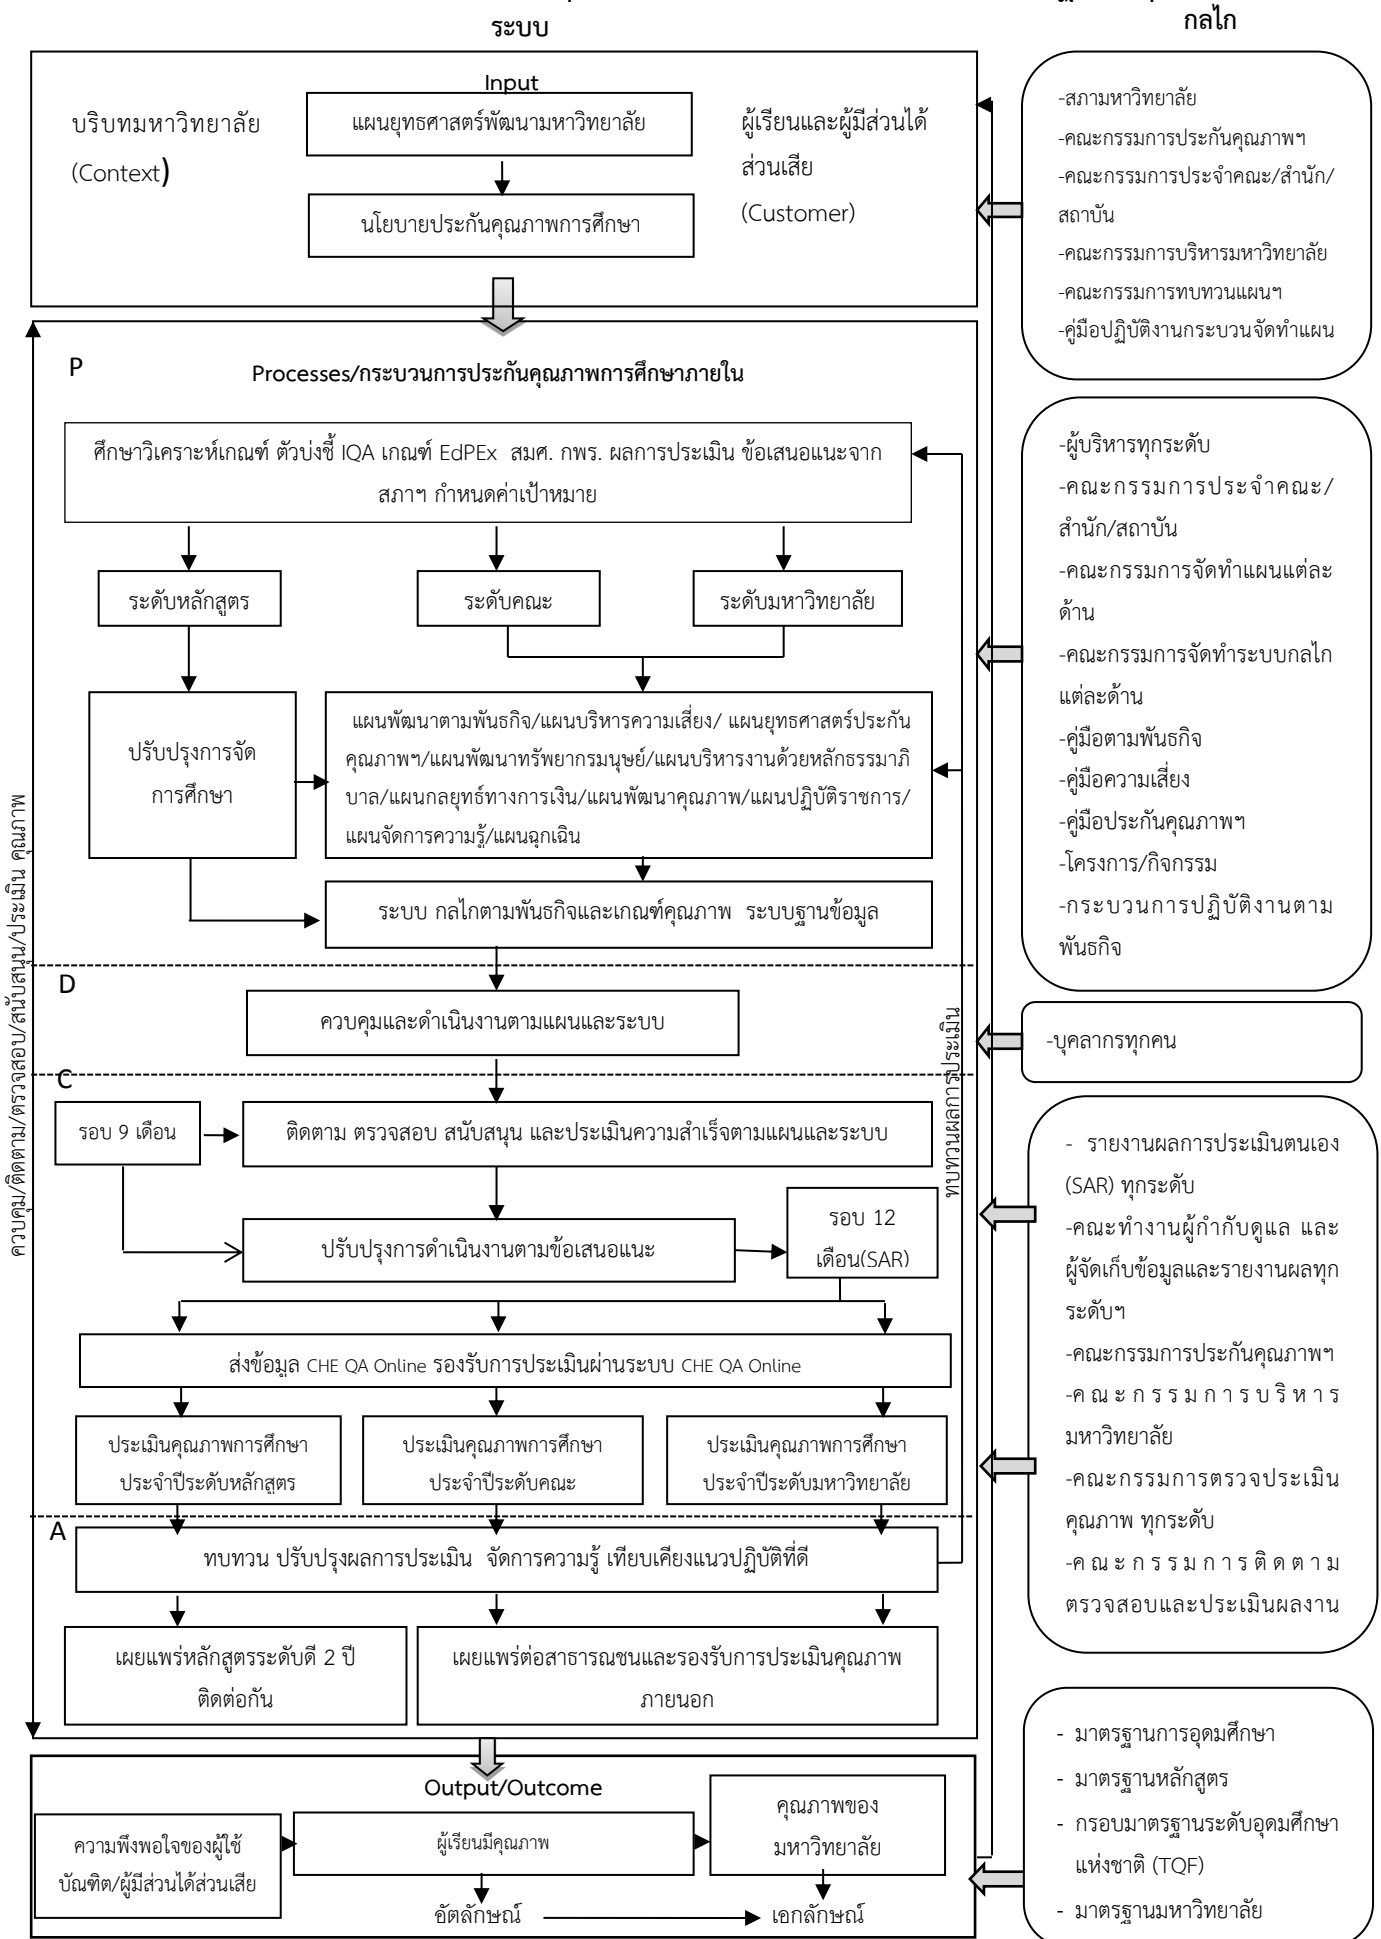 ระบบ
กลไก
Input
บริบทมหาวิทยาลัย
(Context)
แผนยุทธศาสตร์พัฒนามหาวิทยาลัย
นโยบายประกันคุณภาพการศึกษา
ผู้เรียนและผู้มีส่วนได้
ส่วนเสีย
(Customer)
-สภามหาวิทยาลัย
-คณะกรรมการประกันคุณภาพฯ
-คณะกรรมการประจำคณะ/สำนัก/
สถาบัน
-คณะกรรมการบริหารมหาวิทยาลัย
-คณะกรรมการทบทวนแผนฯ
-คู่มือปฏิบัติงานกระบวนจัดทำแผน
P
Processes/กระบวนการประกันคุณภาพการศึกษาภายใน
ศึกษาวิเคราะห์เกณฑ์ ตัวบ่งชี้ IQA เกณฑ์ EdPEx สมศ. กพร. ผลการประเมิน ข้อเสนอแนะจาก
สภาฯ กำหนดค่าเป้าหมาย
ระดับหลักสูตร
ระดับคณะ
ระดับมหาวิทยาลัย
ปรับปรุงการจัด
การศึกษา
แผนพัฒนาตามพันธกิจ/แผนบริหารความเสี่ยง/ แผนยุทธศาสตร์ประกัน
คุณภาพฯ/แผนพัฒนาทรัพยากรมนุษย์/แผนบริหารงานด้วยหลักธรรมาภิ
บาล/แผนกลยุทธ์ทางการเงิน/แผนพัฒนาคุณภาพ/แผนปฏิบัติราชการ/
แผนจัดการความรู้/แผนฉุกเฉิน
ระบบ กลไกตามพันธกิจและเกณฑ์คุณภาพ ระบบฐานข้อมูล
-ผู้บริหารทุกระดับ
-คณะกรรมการประจำคณะ/
สำนัก/สถาบัน
-คณะกรรมการจัดทำแผนแต่ละ
ด้าน
-คณะกรรมการจัดทำระบบกลไก
แต่ละด้าน
-คู่มือตามพันธกิจ
-คู่มือความเสี่ยง
-คู่มือประกันคุณภาพฯ
-โครงการ/กิจกรรม
-กระบวนการปฏิบัติงานตาม
พันธกิจ
ควบคุม/ติดตาม/ตรวจสอบ/สนับสนุน/ประเมิน คุณภาพ
D
ควบคุมและดำเนินงานตามแผนและระบบ
ทบทวนผลการประเมิน
-บุคลากรทุกคน
C
รอบ 9 เดือน
ติดตาม ตรวจสอบ สนับสนุน และประเมินความสำเร็จตามแผนและระบบ
ปรับปรุงการดำเนินงานตามข้อเสนอแนะ
รอบ 12
เดือน(SAR)
ส่งข้อมูล CHE QA Online รองรับการประเมินผ่านระบบ CHE QA Online
ประเมินคุณภาพการศึกษา
ประจำปีระดับหลักสูตร
ประเมินคุณภาพการศึกษา
ประจำปีระดับคณะ
ประเมินคุณภาพการศึกษา
ประจำปีระดับมหาวิทยาลัย
- รายงานผลการประเมินตนเอง
(SAR) ทุกระดับ
-คณะทำงานผู้กำกับดูแล และ
ผู้จัดเก็บข้อมูลและรายงานผลทุก
ระดับฯ
-คณะกรรมการประกันคุณภาพฯ
-คณะกรรมการบริหาร
มหาวิทยาลัย
-คณะกรรมการตรวจประเมิน
คุณภาพ ทุกระดับ
-คณะกรรมการติดตาม
ตรวจสอบและประเมินผลงาน
A
ทบทวน ปรับปรุงผลการประเมิน จัดการความรู้ เทียบเคียงแนวปฏิบัติที่ดี
เผยแพร่หลักสูตรระดับดี 2 ปี
ติดต่อกัน
เผยแพร่ต่อสาธารณชนและรองรับการประเมินคุณภาพ
ภายนอก
Output/Outcome
ความพึงพอใจของผู้ใช้
บัณฑิต/ผู้มีส่วนได้ส่วนเสีย
ผู้เรียนมีคุณภาพ
คุณภาพของ
มหาวิทยาลัย
อัตลักษณ์
เอกลักษณ์
- มาตรฐานการอุดมศึกษา
- มาตรฐานหลักสูตร
- กรอบมาตรฐานระดับอุดมศึกษา
แห่งชาติ (TQF)
- มาตรฐานมหาวิทยาลัย